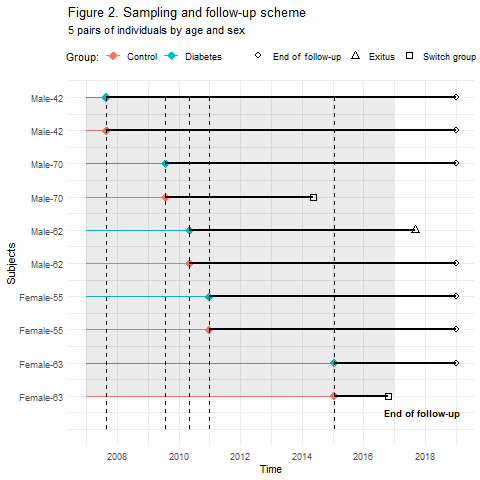 Figure 2. Sampling and follow-up scheme
5 pairs of individuals by age and sex
Group: Control Diabetes End of follow-up Exitus Switch group
Male-42
Male-42
Male-70
Male-70
Male-62
Male-62
Female-55
Female-55
Female-63
Female-63
Subjects
End of follow-up
2008 2010 2012 2014 2016 2018
Time